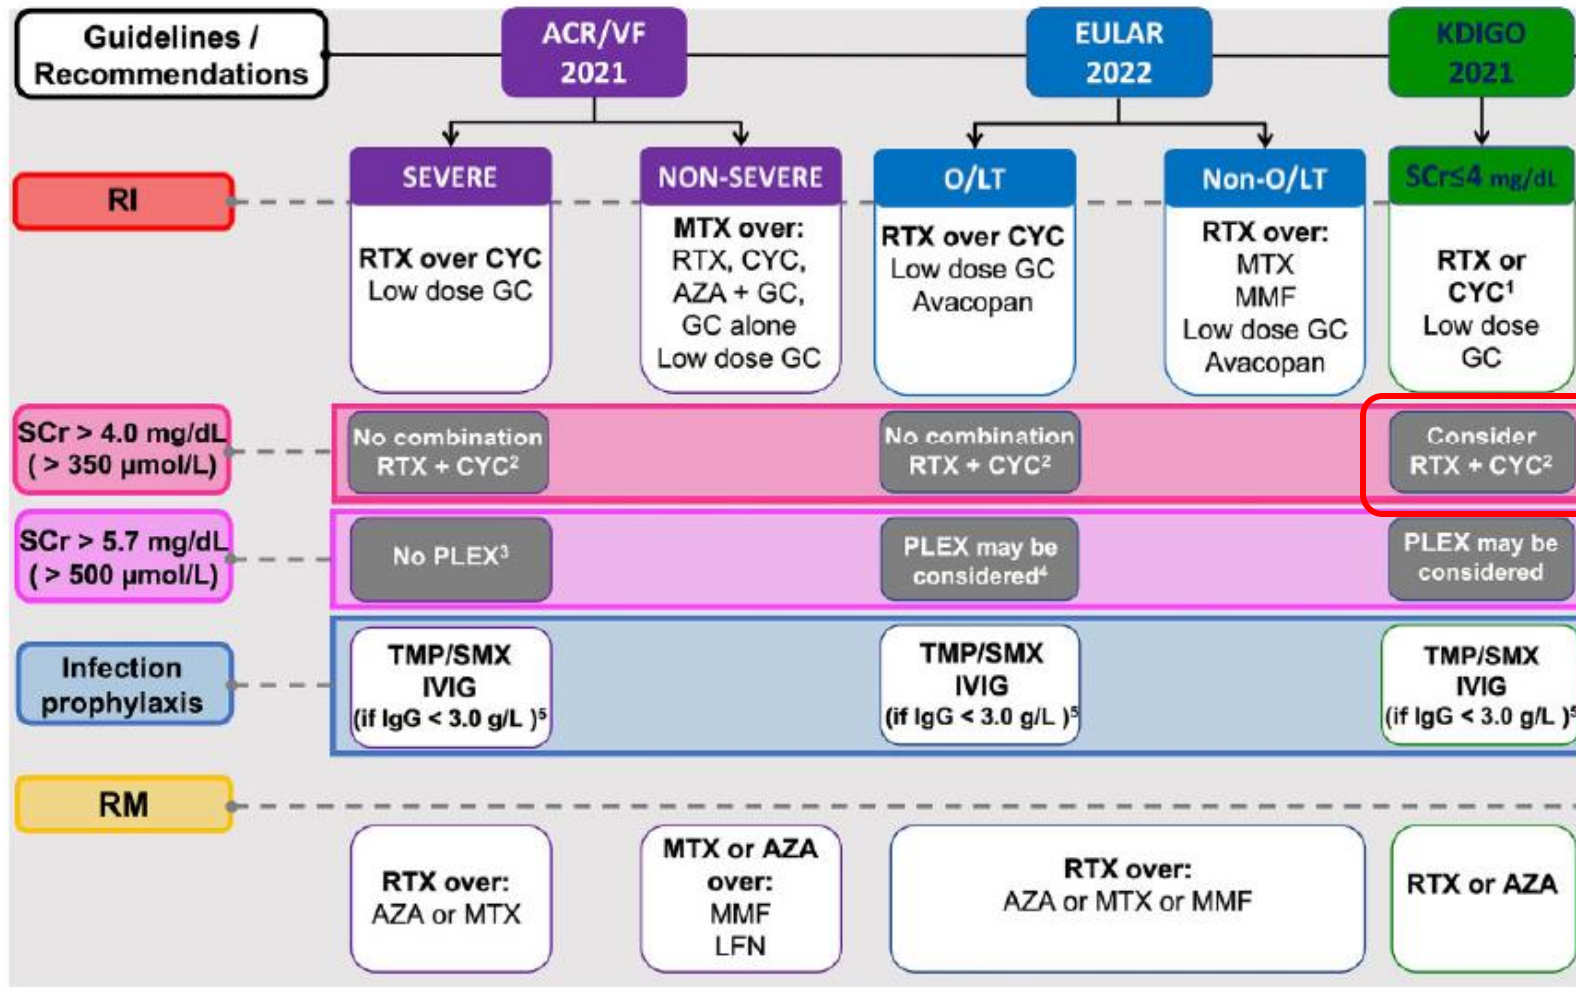 Guidelines /
Recommendations
ACR/VF
2021
EULAR
2022
KDIGO
2021
RI
SEVERE
RTX over CYC
Low dose GC
NON-SEVERE
MTX over:
RTX, CYC,
AZA + GC,
GC alone
Low dose GC
O/LT
RTX over CYC
Low dose GC
Avacopan
Non-O/LT
RTX over:
MTX
MMF
Low dose GC
Avacopan
SCr≤4 mg/dL
RTX or
CYC¹
Low dose
GC
SCr > 4.0 mg/dL
( > 350 µmol/L)
No combination
RTX + CYC²
No combination
RTX + CYC²
Consider
RTX + CYC²
SCr > 5.7 mg/dL
( > 500 µmol/L)
No PLEX³
PLEX may be
considered⁴
PLEX may be
considered
Infection
prophylaxis
TMP/SMX
IVIG
(if IgG < 3.0 g/L )⁵
TMP/SMX
IVIG
(if IgG < 3.0 g/L )⁵
TMP/SMX
IVIG
(if IgG < 3.0 g/L )⁵
RM
RTX over:
AZA or MTX
MTX or AZA
over:
MMF
LFN
RTX over:
AZA or MTX or MMF
RTX or AZA